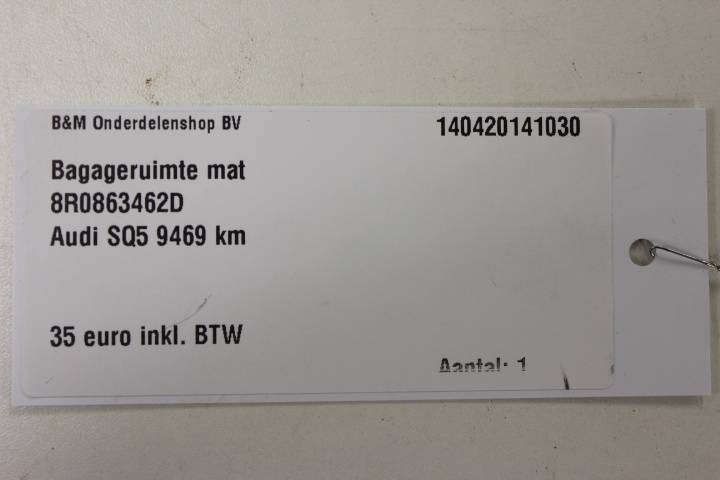 B&M Onderdelenshop BV
140420141030
Bagageruimte mat
8R0863462D
Audi SQ5 9469 km
35 euro inkl. BTW
Aantal: 1